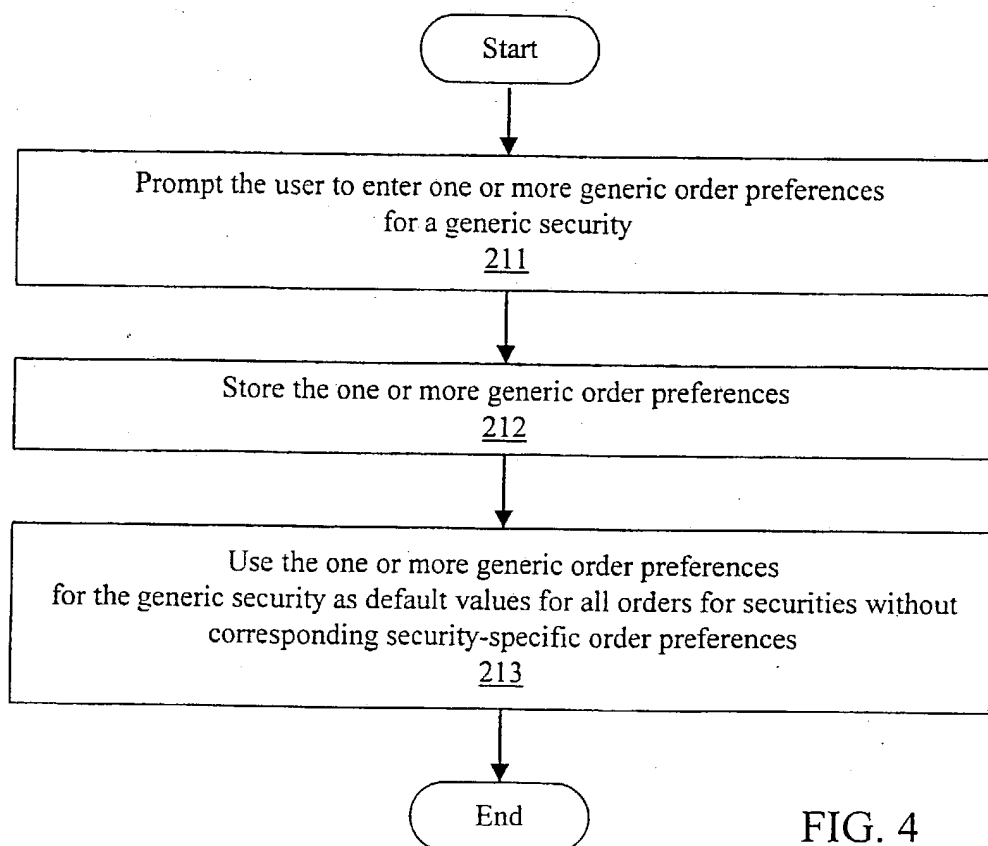 Start
Prompt the user to enter one or more generic order preferences
for a generic security
211
Store the one or more generic order preferences
212
Use the one or more generic order preferences
for the generic security as default values for all orders for securities without
corresponding security-specific order preferences
213
End
FIG. 4